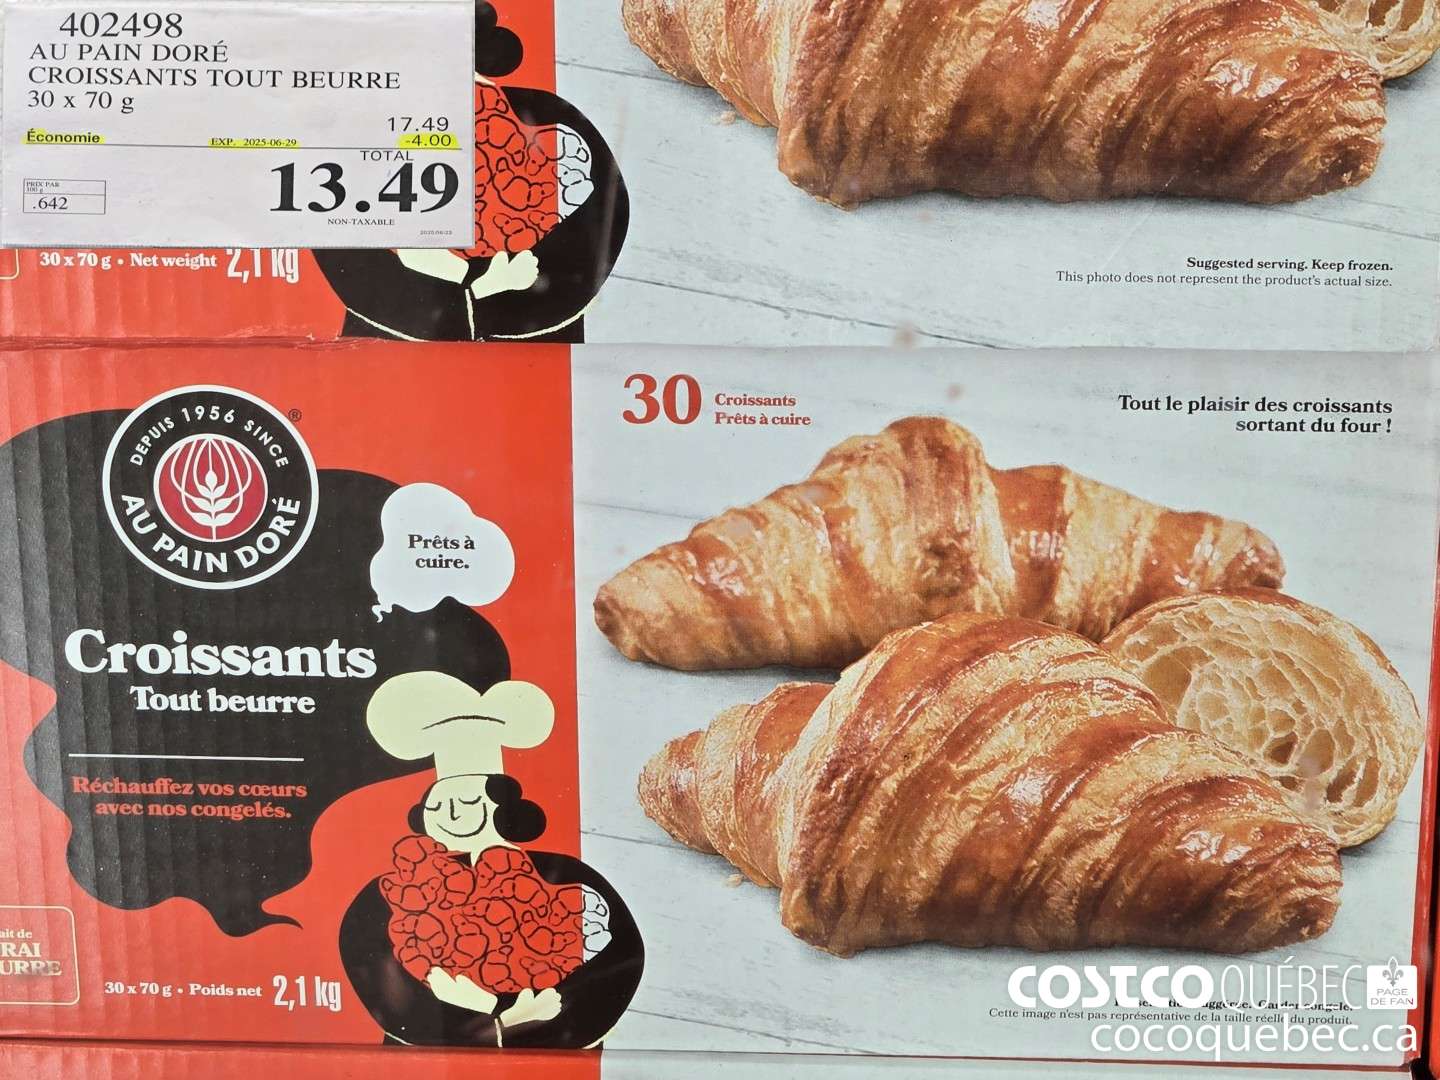 402498
AU PAIN DORÉ
CROISSANTS TOUT BEURRE
30 x 70 g
17.49
Économie EXP. 2025-06-29 -4.00
TOTAL
13.49
PRIX PAR
100 g
.642
NON-TAXABLE
30 x 70 g • Net weight 2,1 kg
Suggested serving. Keep frozen.
This photo does not represent the product's actual size.
DEPUIS 1956 SINCE
AU PAIN DORÉ
®
30 Croissants
Prêts à cuire
Tout le plaisir des croissants
sortant du four !
Prêts à
cuire.
Croissants
Tout beurre
Réchauffez vos cœurs
avec nos congelés.
30 x 70 g • Poids net 2,1 kg
Cette image n'est pas représentative de la taille réelle du produit.
COSTCO QUÉBEC
PAGE
DE FAN
cocoquebec.ca